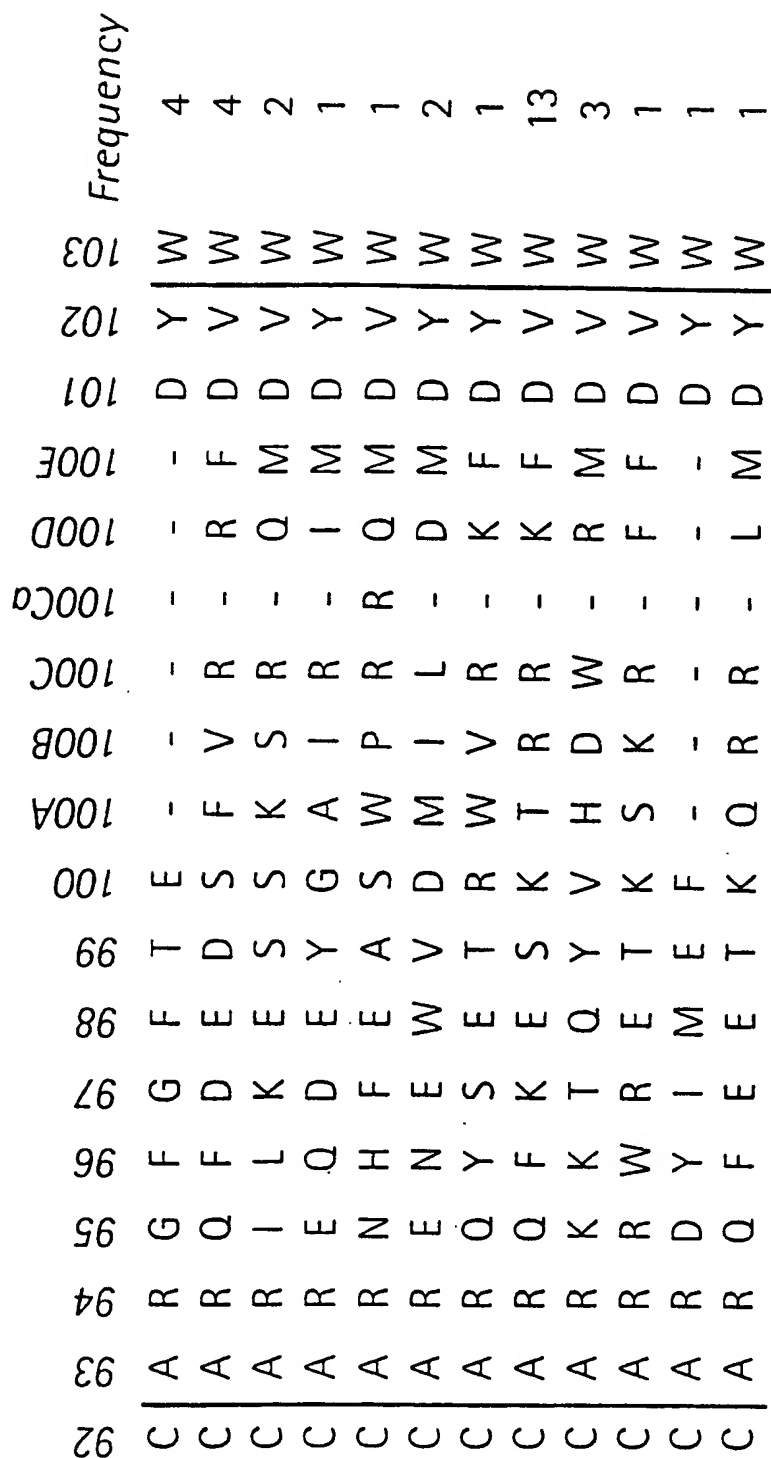 92 93 94 95 96 97 98 99 100 100A 100B 100C 100Ca 100D 100E 101 102 103 Frequency
C A R G F G F T E - - - - - - D Y W 4
C A R Q F D E D S F V R - R F D V W 4
C A R I L K E S S K S R - Q M D V W 2
C A R E Q D E Y G A I R - I M D Y W 1
C A R N H F E A S W P R R Q M D V W 1
C A R E N E W V D M I L - D M D Y W 2
C A R Q Y S E T R W V R - K F D Y W 1
C A R Q F K E S K T R R - K F D V W 13
C A R K K T Q Y V H D W - R M D V W 3
C A R R W R E T K S K R - F F D V W 1
C A R D Y I M E F - - - - - - D Y W 1
C A R Q F E E T K Q R R - L M D Y W 1